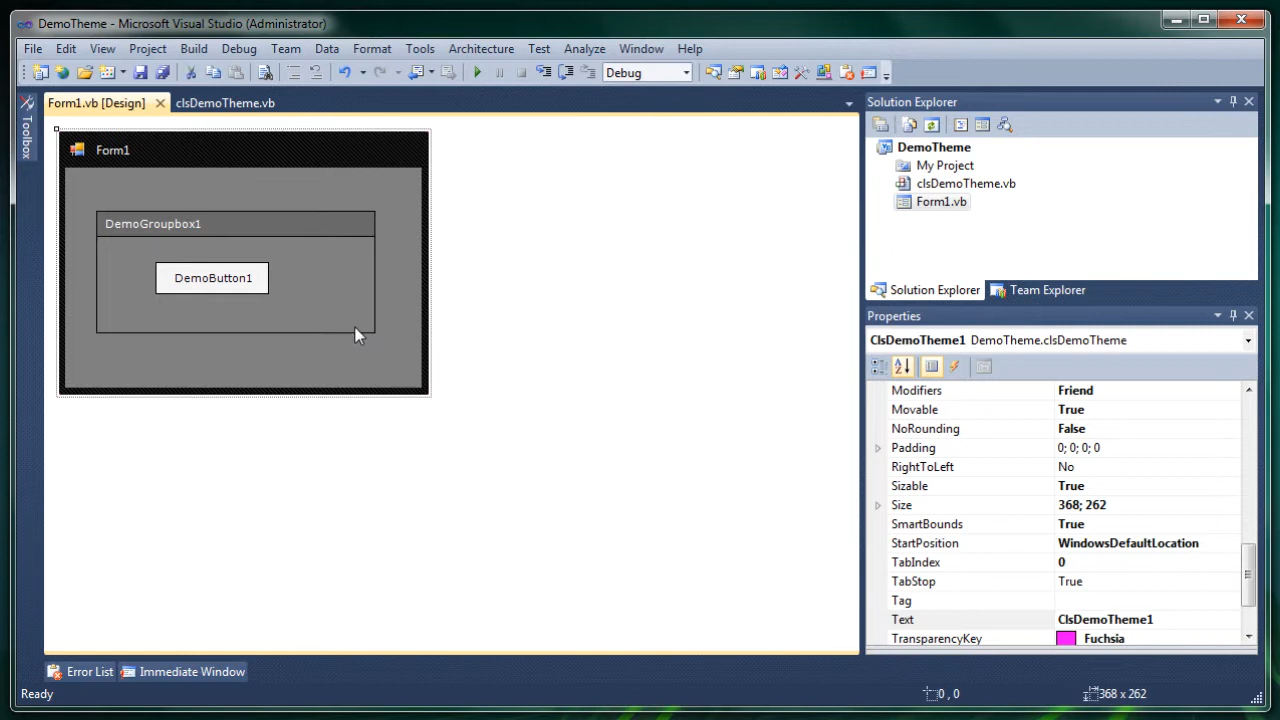 DemoTheme - Microsoft Visual Studio (Administrator)
File Edit View Project Build Debug Team Data Format Tools Architecture Test Analyze Window Help
Debug
Toolbox
Form1.vb [Design] clsDemoTheme.vb
Form1
DemoGroupbox1
DemoButton1
Solution Explorer
DemoTheme
My Project
clsDemoTheme.vb
Form1.vb
Solution Explorer Team Explorer
Properties
ClsDemoTheme1 DemoTheme.clsDemoTheme
Modifiers Friend
Movable True
NoRounding False
Padding 0; 0; 0; 0
RightToLeft No
Sizable True
Size 368; 262
SmartBounds True
StartPosition WindowsDefaultLocation
TabIndex 0
TabStop True
Tag
Text ClsDemoTheme1
TransparencyKey Fuchsia
Error List Immediate Window
Ready 0 , 0 368 x 262